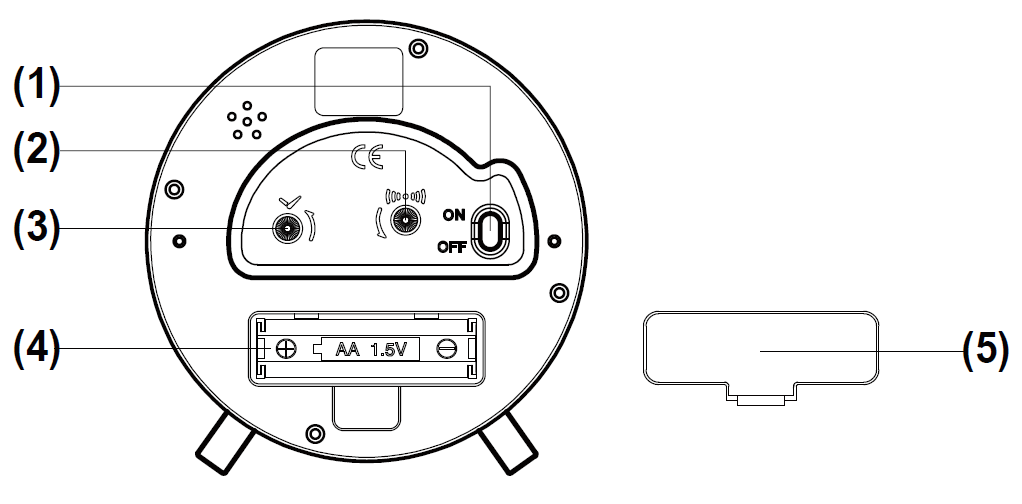 (1)
(2)
CE
(3)
ON
OFF
(4)
AA 1.5V
(5)